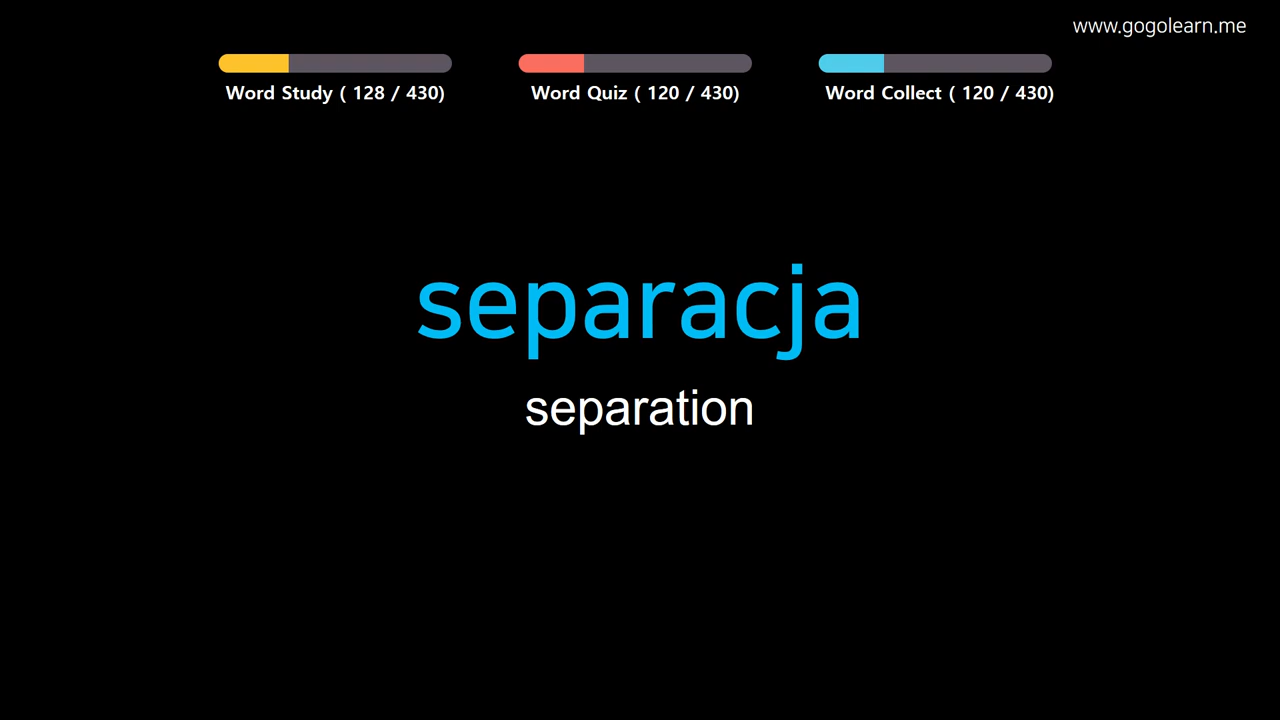 www.gogolearn.me
Word Study ( 128 / 430)
Word Quiz ( 120 / 430)
Word Collect ( 120 / 430)
separacja
separation